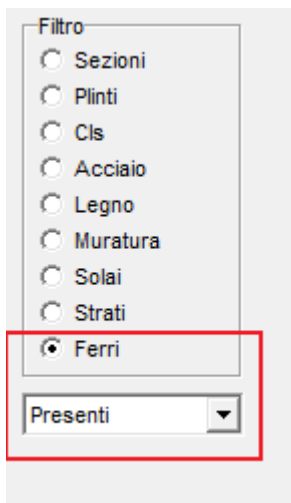 Filtro
Sezioni
Plinti
Cls
Acciaio
Legno
Muratura
Solai
Strati
Ferri
Presenti